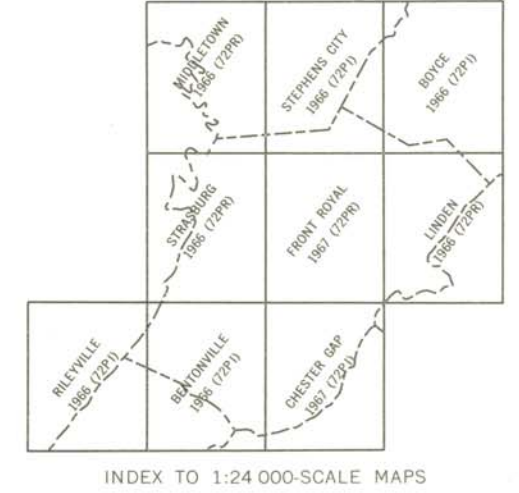 MIDDLETOWN
1966 (72PR)
STEPHENS CITY
1966 (72PI)
BOYCE
1966 (72PI)
STRASBURG
1966 (72PR)
FRONT ROYAL
1967 (72PR)
LINDEN
1966 (72PR)
RILEYVILLE
1966 (72PI)
BENTONVILLE
1966 (72PI)
CHESTER GAP
1967 (72PI)
INDEX TO 1:24 000-SCALE MAPS